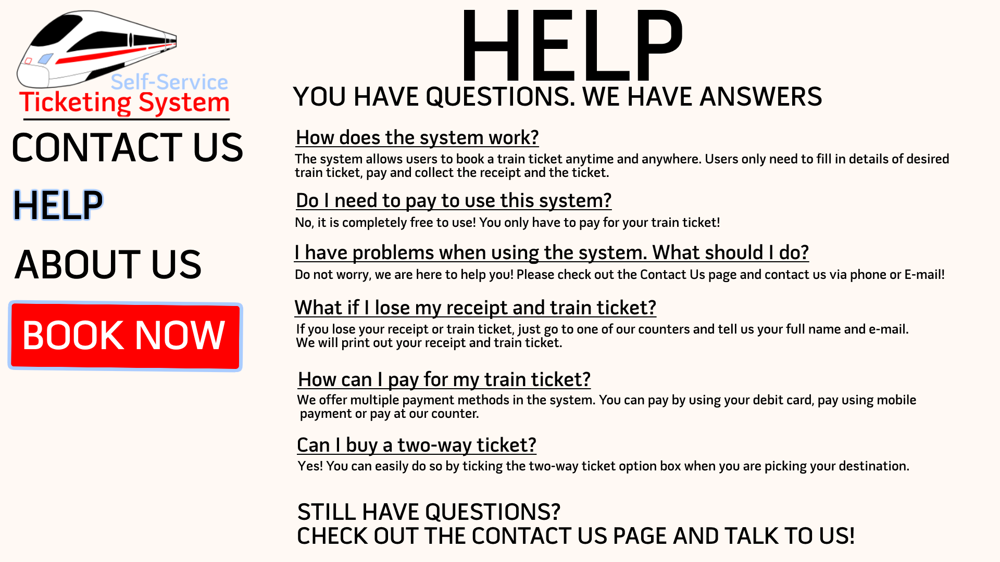 Self-Service
Ticketing System
CONTACT US
HELP
ABOUT US
BOOK NOW
HELP
YOU HAVE QUESTIONS. WE HAVE ANSWERS
How does the system work?
The system allows users to book a train ticket anytime and anywhere. Users only need to fill in details of desired
train ticket, pay and collect the receipt and the ticket.
Do I need to pay to use this system?
No, it is completely free to use! You only have to pay for your train ticket!
I have problems when using the system. What should I do?
Do not worry, we are here to help you! Please check out the Contact Us page and contact us via phone or E-mail!
What if I lose my receipt and train ticket?
If you lose your receipt or train ticket, just go to one of our counters and tell us your full name and e-mail.
We will print out your receipt and train ticket.
How can I pay for my train ticket?
We offer multiple payment methods in the system. You can pay by using your debit card, pay using mobile
payment or pay at our counter.
Can I buy a two-way ticket?
Yes! You can easily do so by ticking the two-way ticket option box when you are picking your destination.
STILL HAVE QUESTIONS?
CHECK OUT THE CONTACT US PAGE AND TALK TO US!